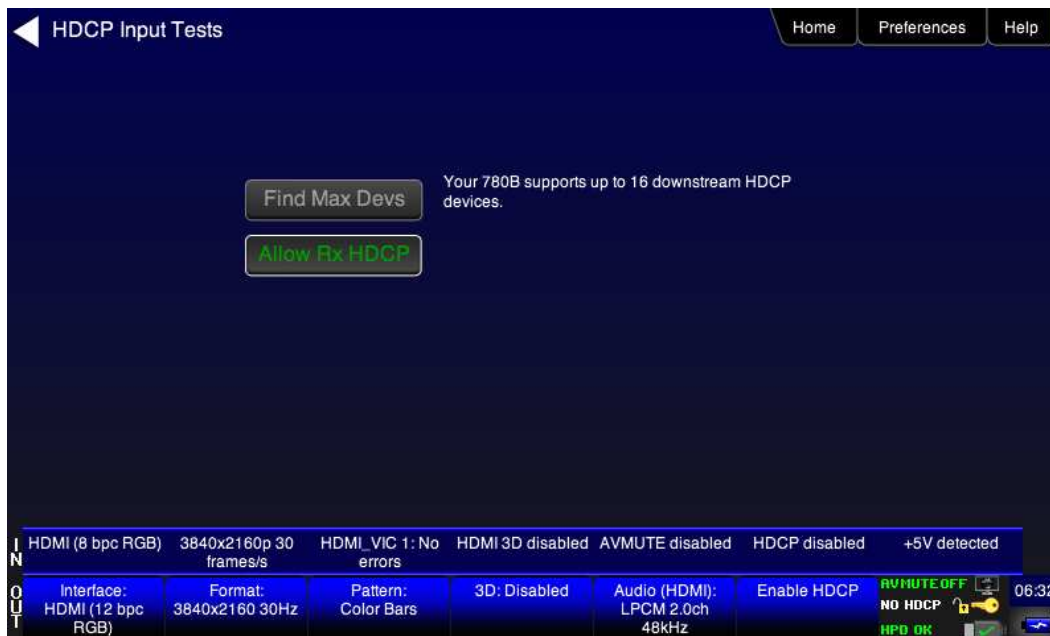 HDCP Input Tests
Home
Preferences
Help
Find Max Devs
Your 780B supports up to 16 downstream HDCP
devices.
Allow Rx HDCP
IN
HDMI (8 bpc RGB)
3840x2160p 30
frames/s
HDMI_VIC 1: No
errors
HDMI 3D disabled
AVMUTE disabled
HDCP disabled
+5V detected
OUT
Interface:
HDMI (12 bpc
RGB)
Format:
3840x2160 30Hz
Pattern:
Color Bars
3D: Disabled
Audio (HDMI):
LPCM 2.0ch
48kHz
Enable HDCP
AVMUTE OFF
NO HDCP
HPD OK
06:32